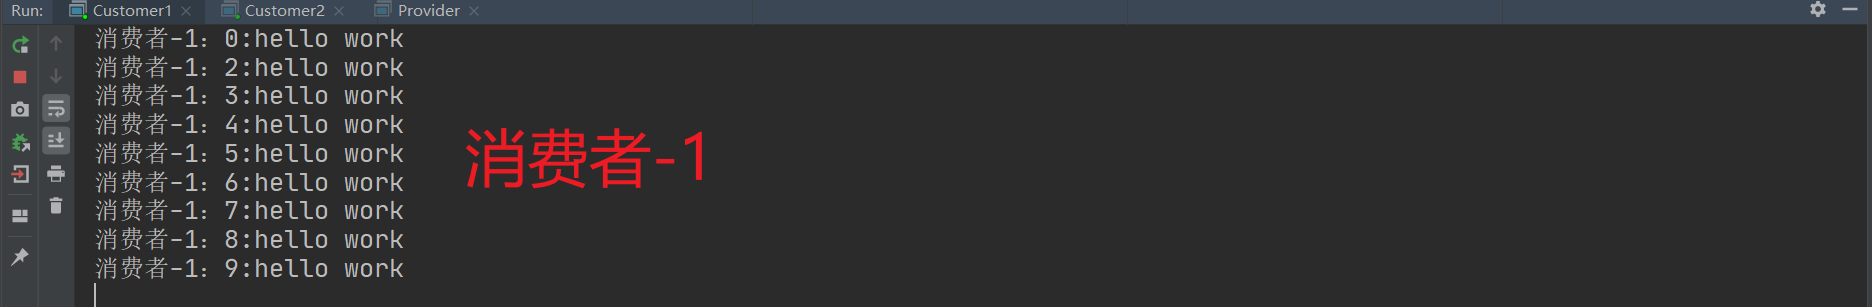 Run: Customer1 Customer2 Provider
消费者-1：0:hello work
消费者-1：2:hello work
消费者-1：3:hello work
消费者-1：4:hello work
消费者-1：5:hello work
消费者-1：6:hello work
消费者-1：7:hello work
消费者-1：8:hello work
消费者-1：9:hello work
消费者-1